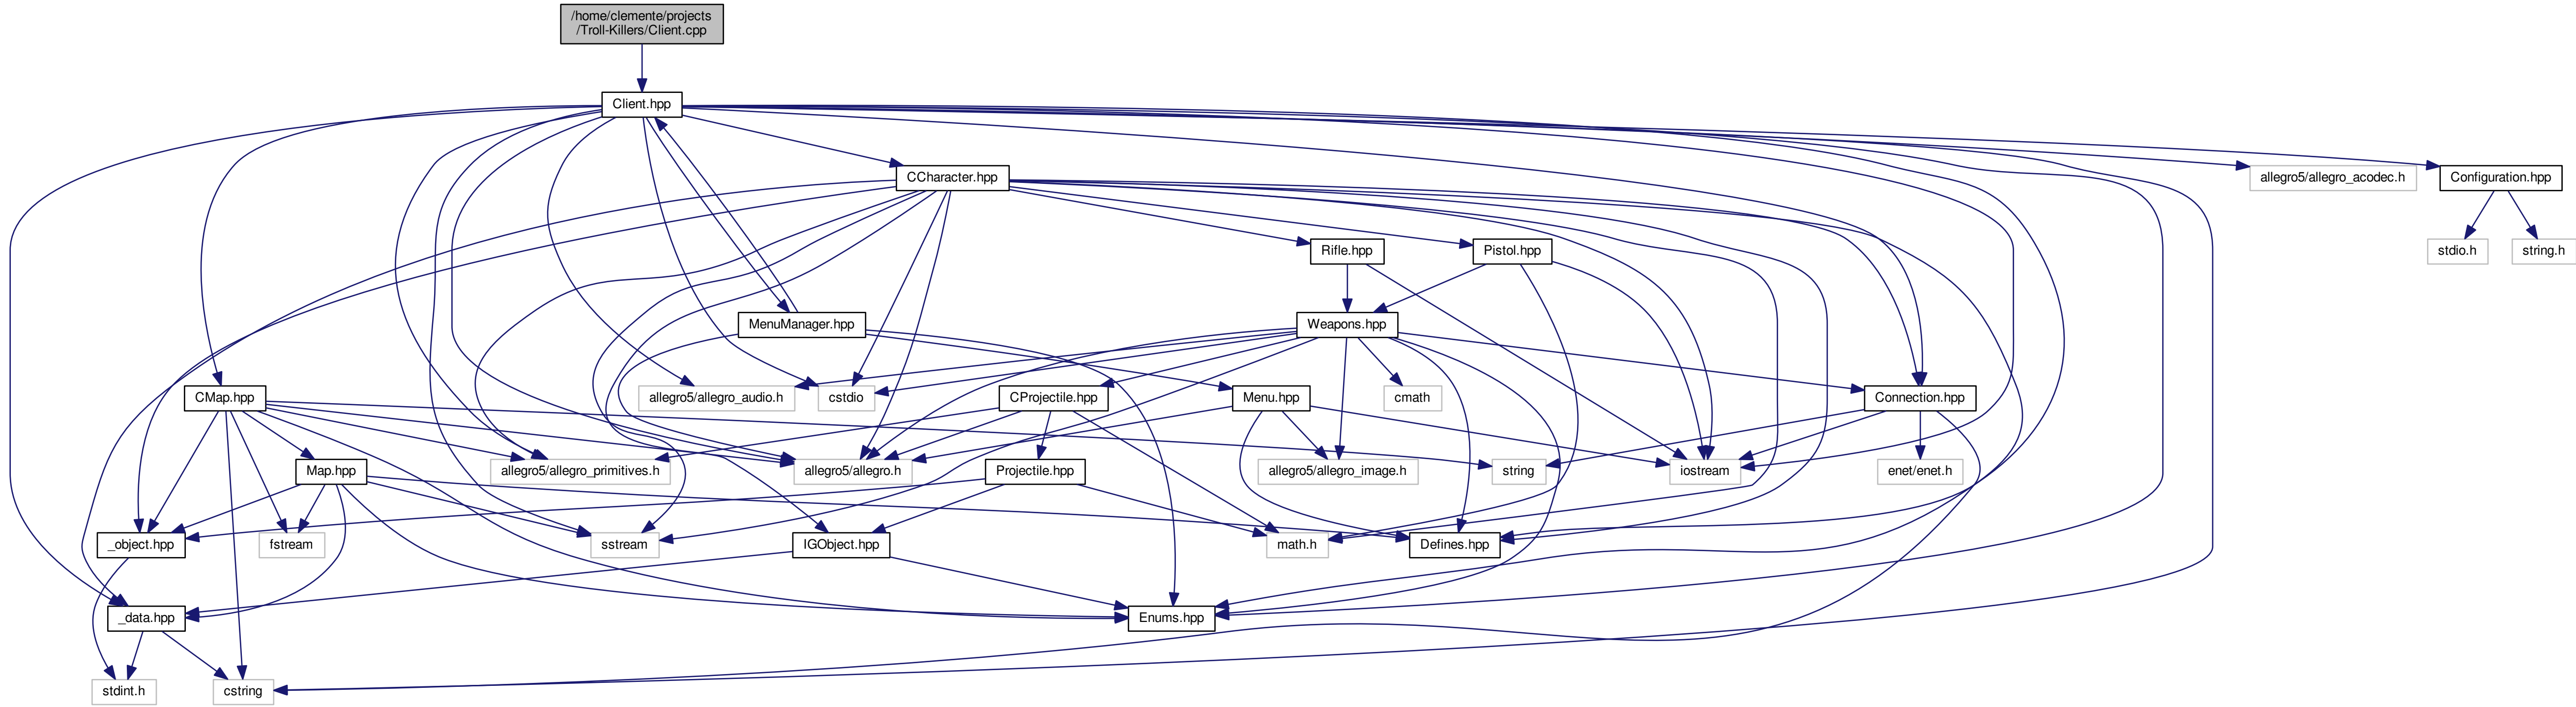 /home/clemente/projects
/Troll-Killers/Client.cpp
Client.hpp
CCharacter.hpp
allegro5/allegro_acodec.h
Configuration.hpp
Rifle.hpp
Pistol.hpp
stdio.h
string.h
MenuManager.hpp
Weapons.hpp
CMap.hpp
allegro5/allegro_audio.h
cstdio
CProjectile.hpp
Menu.hpp
cmath
Connection.hpp
Map.hpp
allegro5/allegro_primitives.h
allegro5/allegro.h
Projectile.hpp
allegro5/allegro_image.h
string
iostream
enet/enet.h
_object.hpp
fstream
sstream
IGObject.hpp
math.h
Defines.hpp
_data.hpp
Enums.hpp
stdint.h
cstring